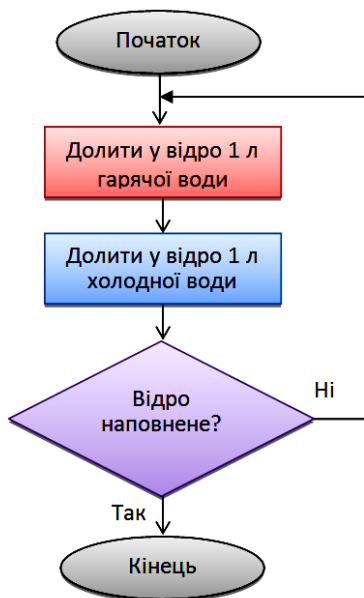 Початок
Долити у відро 1 л
гарячої води
Долити у відро 1 л
холодної води
Відро
наповнене?
Ні
Так
Кінець